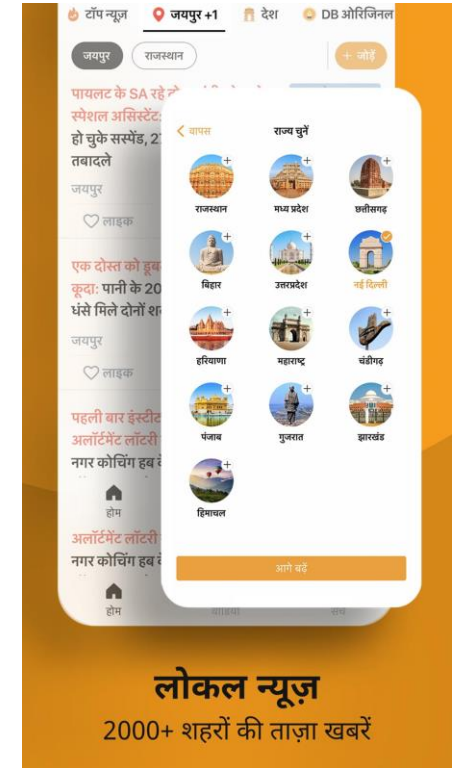 टॉप न्यूज़ जयपुर +1 देश DB ओरिजिनल
जयपुर राजस्थान + जोड़ें
पायलट के SA रहे
स्पेशल असिस्टेंट:
हो चुके सस्पेंड, 2
तबादले
जयपुर
लाइक
एक दोस्त को डूब
कूदा: पानी के 20
धंसे मिले दोनों
जयपुर
लाइक
पहली बार इंस्टीट
अलॉर्टमेंट लॉटरी
नगर कोचिंग हब
होम
अलॉर्टमेंट लॉटरी
नगर कोचिंग हब
होम
वापस राज्य चुनें
राजस्थान मध्य प्रदेश छत्तीसगढ़
बिहार उत्तरप्रदेश नई दिल्ली
हरियाणा महाराष्ट्र चंडीगढ़
पंजाब गुजरात झारखंड
हिमाचल
आगे बढ़ें
लोकल न्यूज़
2000+ शहरों की ताज़ा खबरें